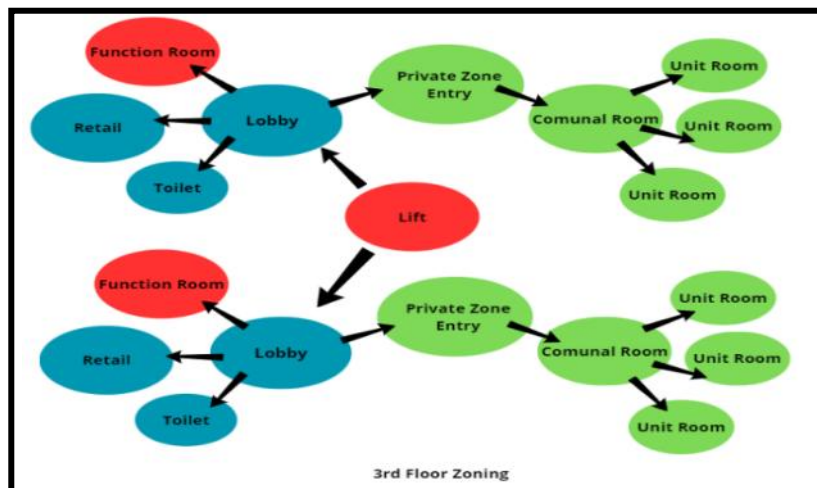 Function Room
Retail
Toilet
Lobby
Private Zone
Entry
Comunal Room
Unit Room
Unit Room
Unit Room
Lift
Function Room
Retail
Toilet
Lobby
Private Zone
Entry
Comunal Room
Unit Room
Unit Room
Unit Room
3rd Floor Zoning